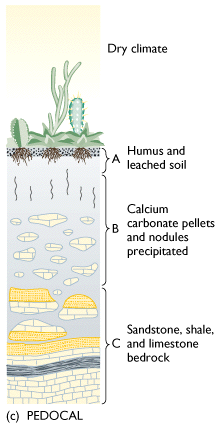 Dry climate
A
Humus and
leached soil
B
Calcium
carbonate pellets
and nodules
precipitated
C
Sandstone, shale,
and limestone
bedrock
(c) PEDOCAL